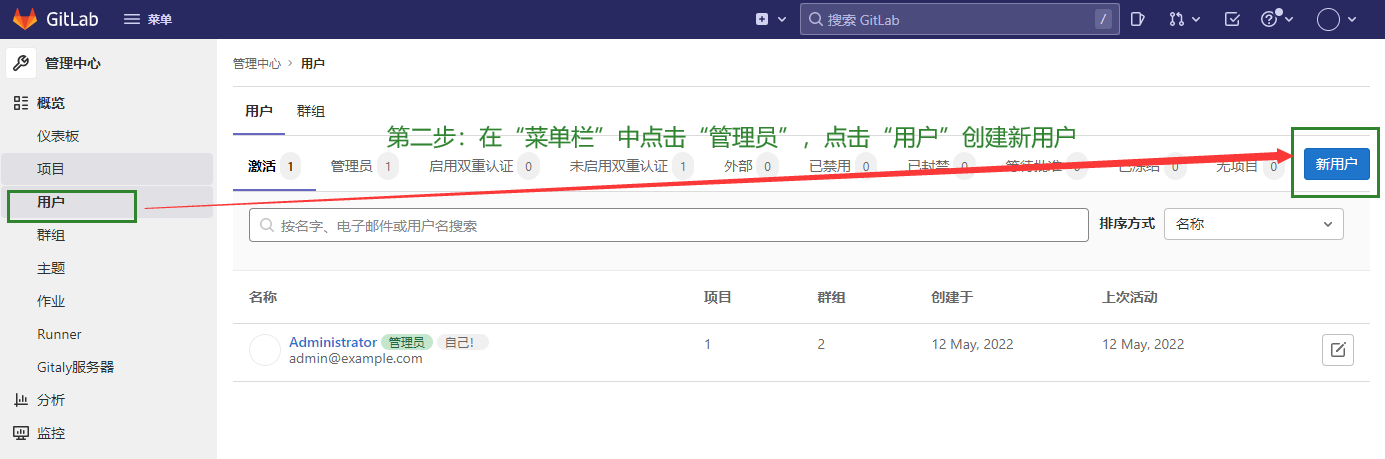 GitLab 菜单 搜索 GitLab /
管理中心
管理中心 › 用户
概览
仪表板
项目
用户
群组
主题
作业
Runner
Gitaly服务器
分析
监控
用户 群组
第二步：在“菜单栏”中点击“管理员”，点击“用户”创建新用户
激活 1 管理员 1 启用双重认证 0 未启用双重认证 1 外部 0 已禁用 0 已封禁 0 等待批准 0 已冻结 0 无项目 0 新用户
按名字、电子邮件或用户名搜索 排序方式 名称
名称 项目 群组 创建于 上次活动
Administrator 管理员 自己！ 1 2 12 May, 2022 12 May, 2022
admin@example.com